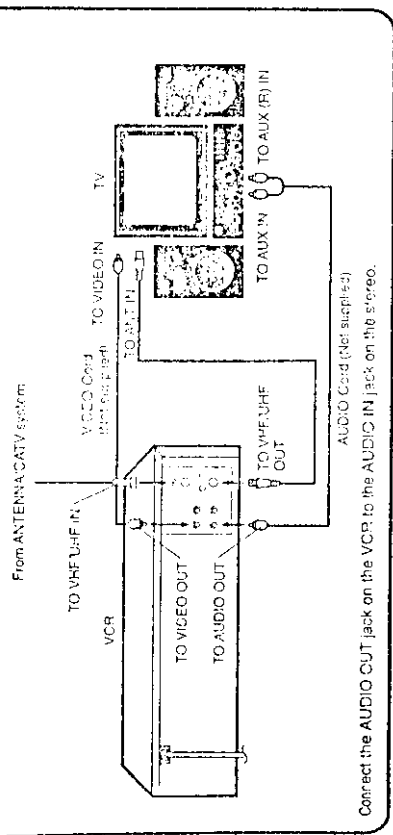 From ANTENNA/CATV system
TO VHF/UHF IN
VCR
VIDEO Cord
(Not supplied)
TO VIDEO IN
TO ANT IN
TV
TO VIDEO OUT
TO AUDIO OUT
TO VHF/UHF
OUT
TO AUX IN
TO AUX (R) IN
AUDIO Cord (Not supplied)
Connect the AUDIO OUT jack on the VCR to the AUDIO IN jack on the stereo.